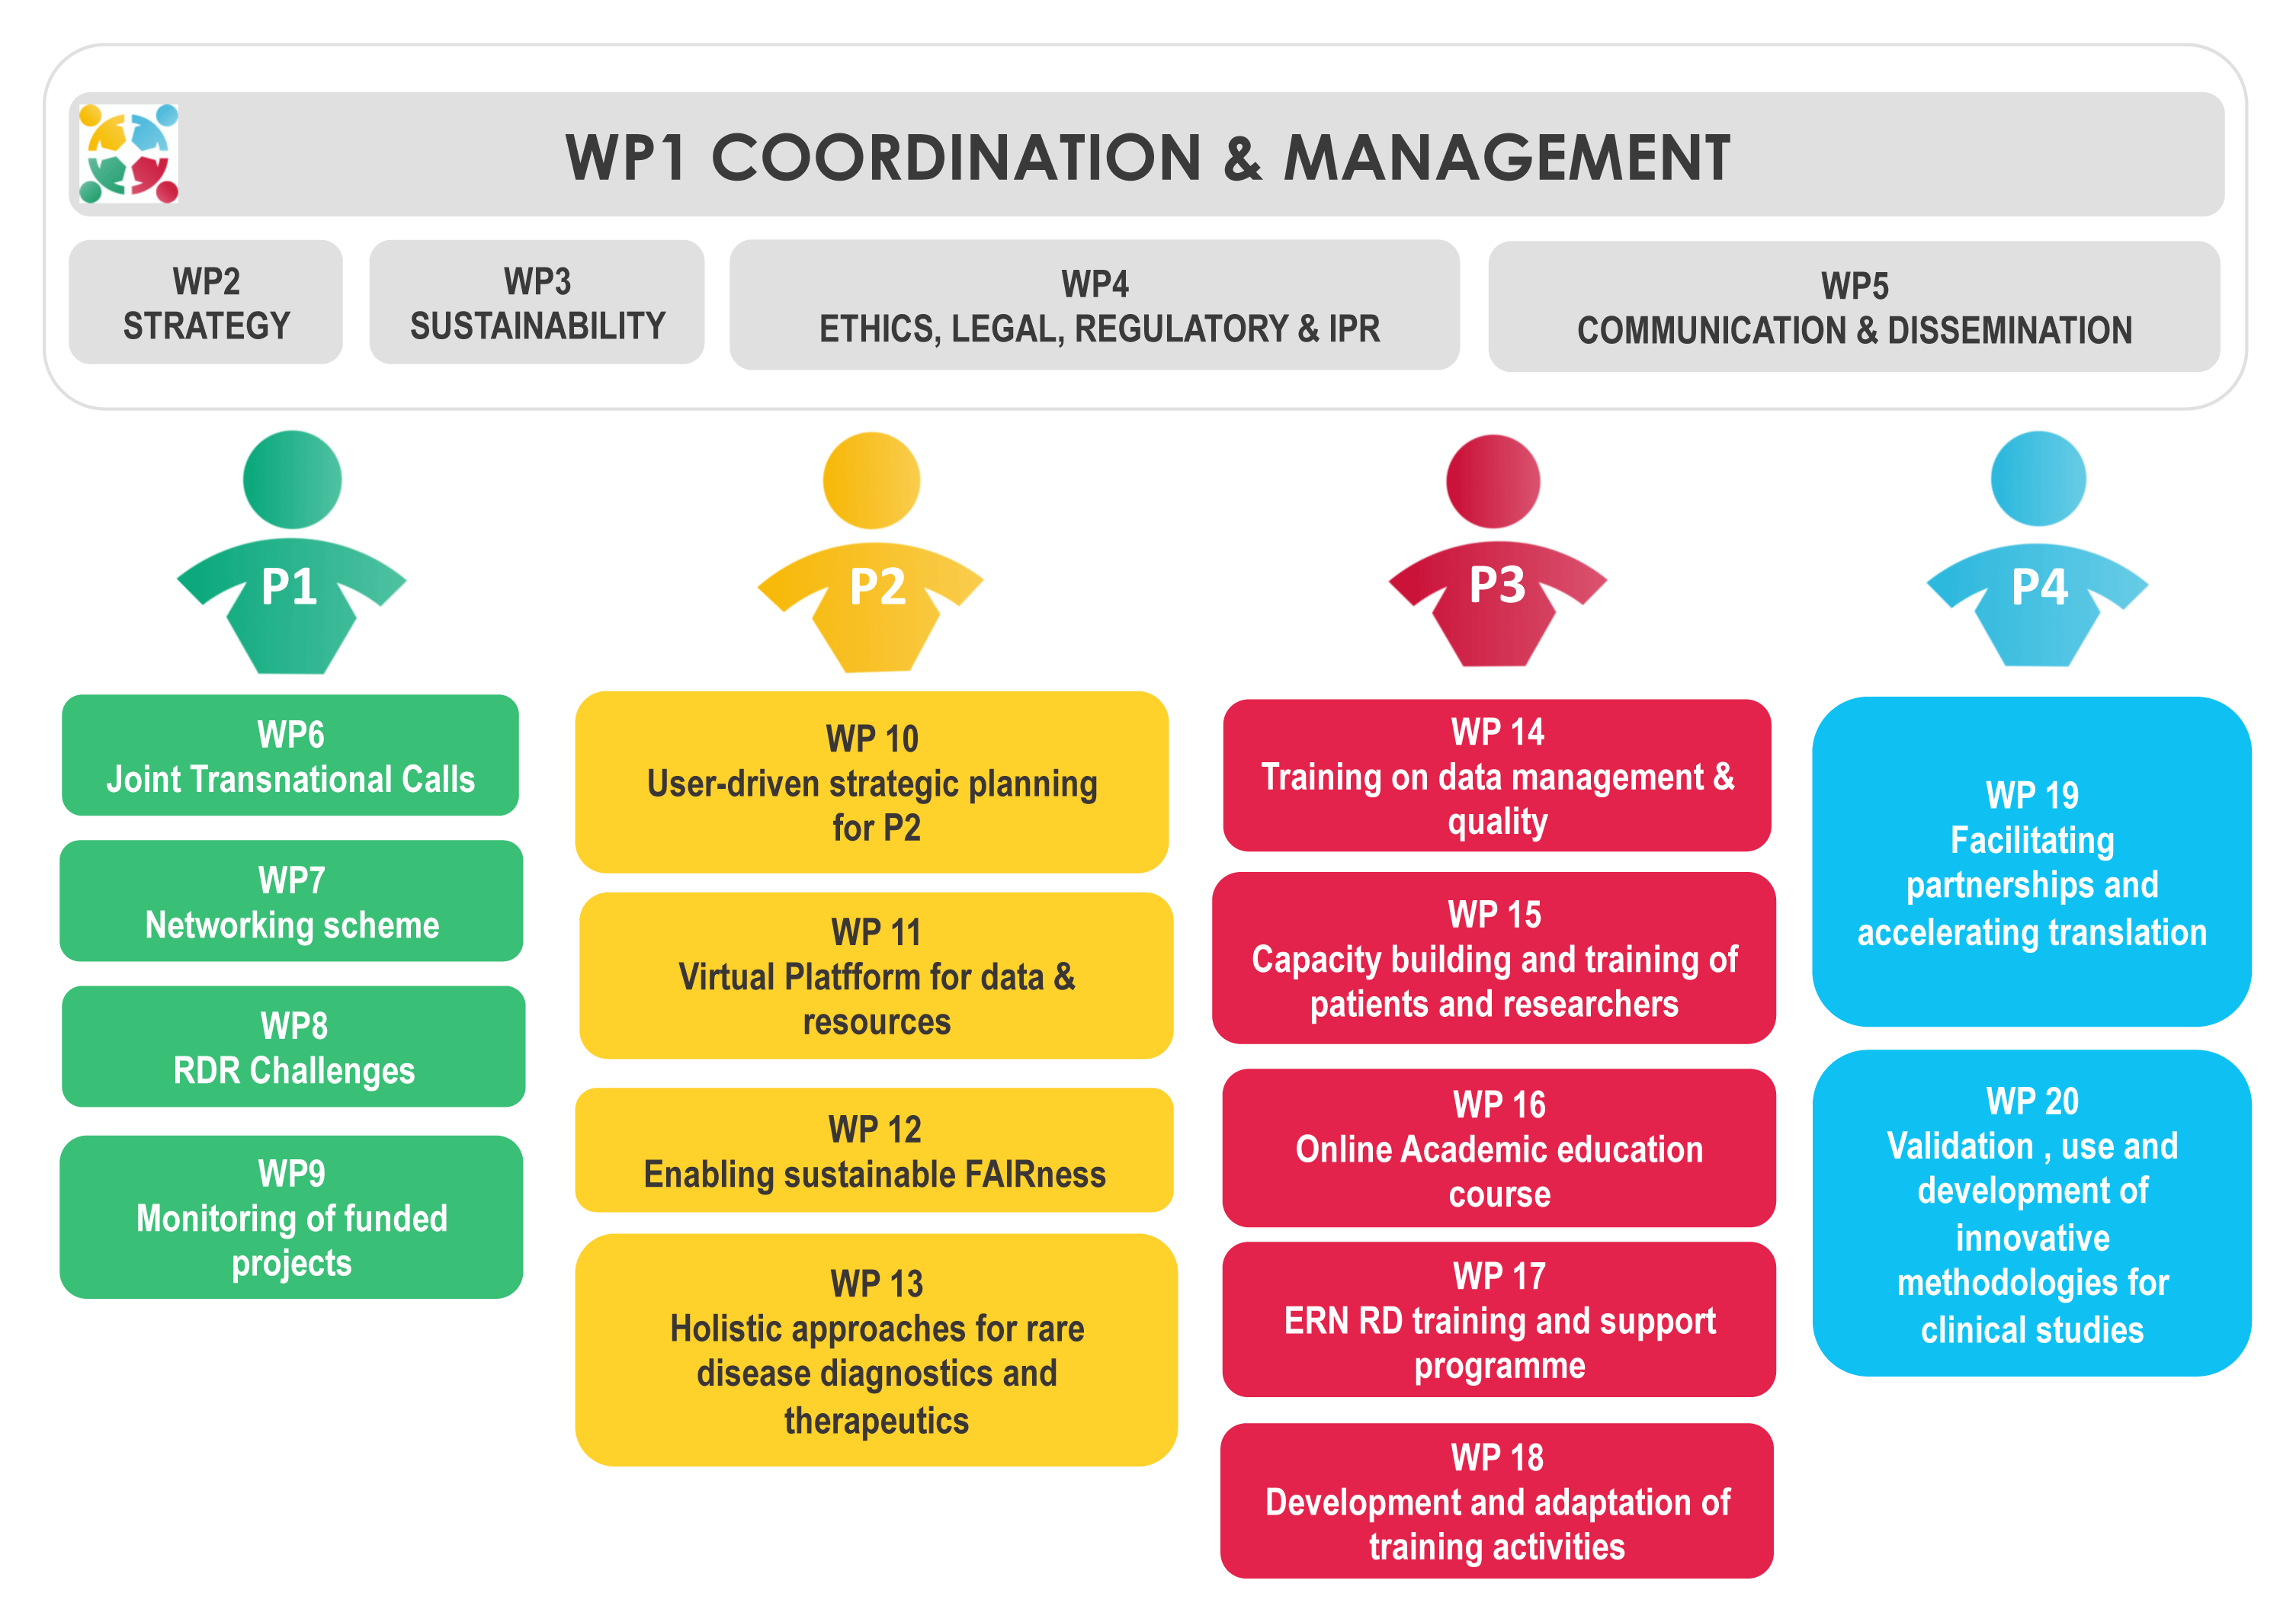 WP1 COORDINATION & MANAGEMENT
WP2
STRATEGY
WP3
SUSTAINABILITY
WP4
ETHICS, LEGAL, REGULATORY & IPR
WP5
COMMUNICATION & DISSEMINATION
P1
P2
P3
P4
WP6
Joint Transnational Calls
WP7
Networking scheme
WP8
RDR Challenges
WP9
Monitoring of funded
projects
WP 10
User-driven strategic planning
for P2
WP 11
Virtual Platfform for data &
resources
WP 12
Enabling sustainable FAIRness
WP 13
Holistic approaches for rare
disease diagnostics and
therapeutics
WP 14
Training on data management &
quality
WP 15
Capacity building and training of
patients and researchers
WP 16
Online Academic education
course
WP 17
ERN RD training and support
programme
WP 18
Development and adaptation of
training activities
WP 19
Facilitating
partnerships and
accelerating translation
WP 20
Validation , use and
development of
innovative
methodologies for
clinical studies